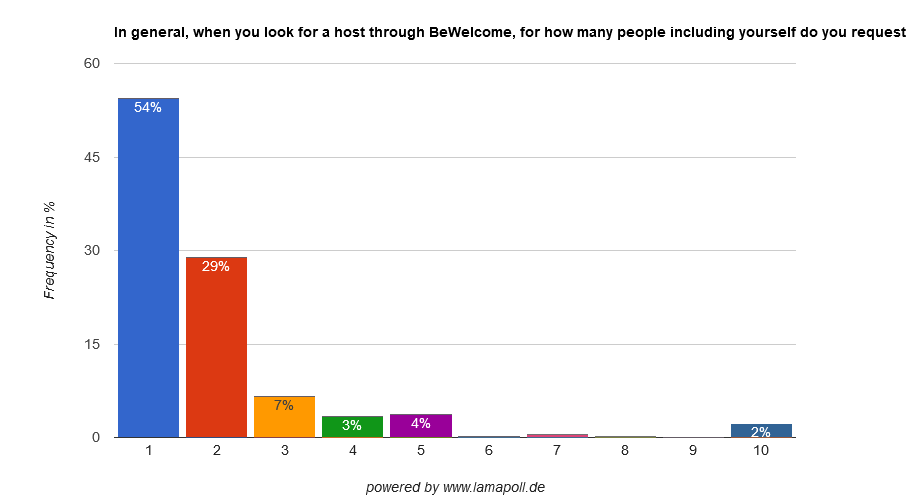 In general, when you look for a host through BeWelcome, for how many people including yourself do you request
60
45
30
15
0
Frequency in %
54%
29%
7%
3%
4%
2%
1 2 3 4 5 6 7 8 9 10
powered by www.lamapoll.de